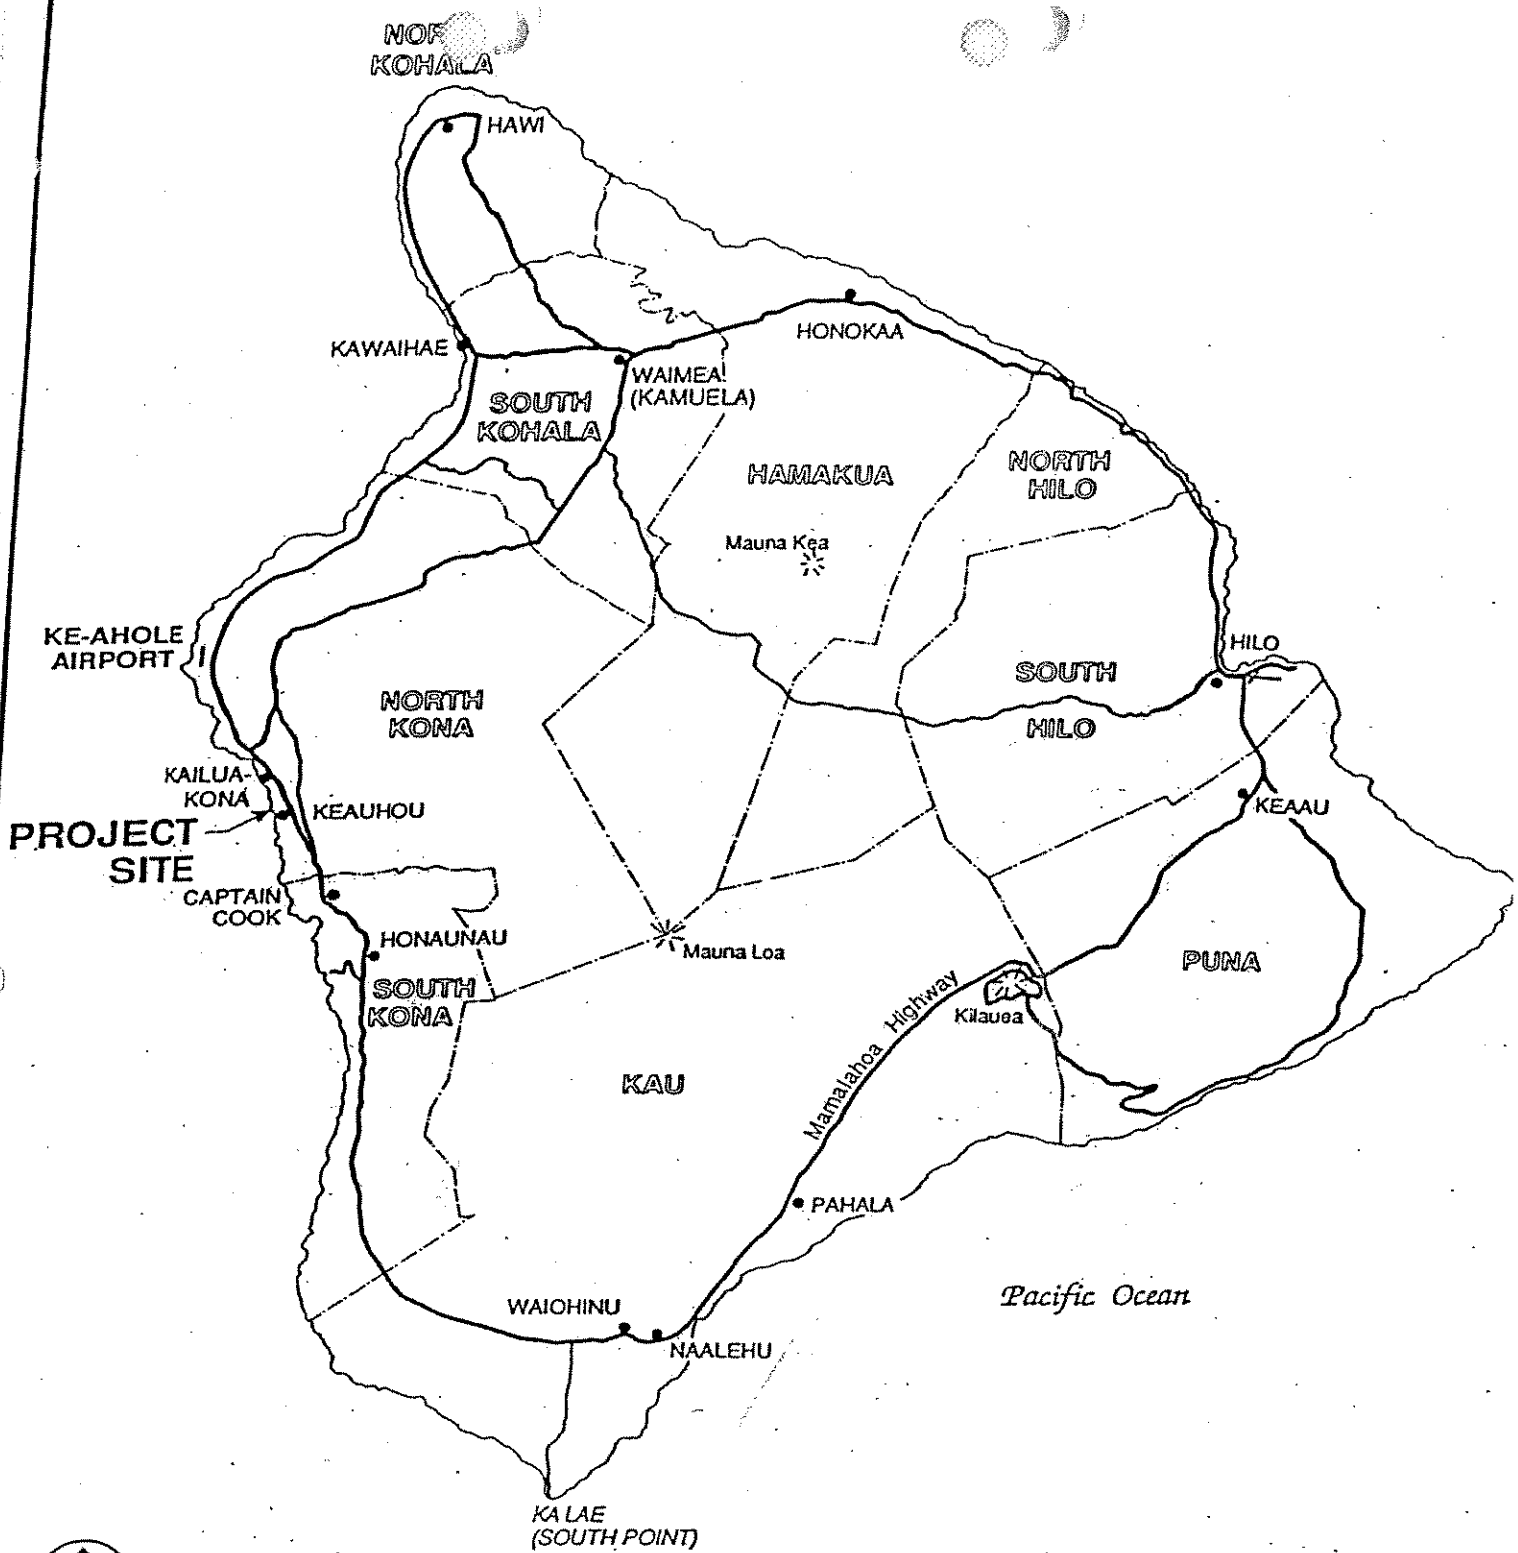 KOHALA
HAWI
HONOKAA
KAWAIHAE
WAIMEA
(KAMUELA)
SOUTH
KOHALA
HAMAKUA
NORTH
HILO
Mauna Kea
KE-AHOLE
AIRPORT
HILO
SOUTH
HILO
NORTH
KONA
KAILUA-
KONA
KEAUHOU
KEAAU
PROJECT
SITE
CAPTAIN
COOK
HONAUNAU
Mauna Loa
PUNA
SOUTH
KONA
Kilauea
Mamalahoa Highway
KAU
PAHALA
Pacific Ocean
WAIOHINU
NAALEHU
KA LAE
(SOUTH POINT)